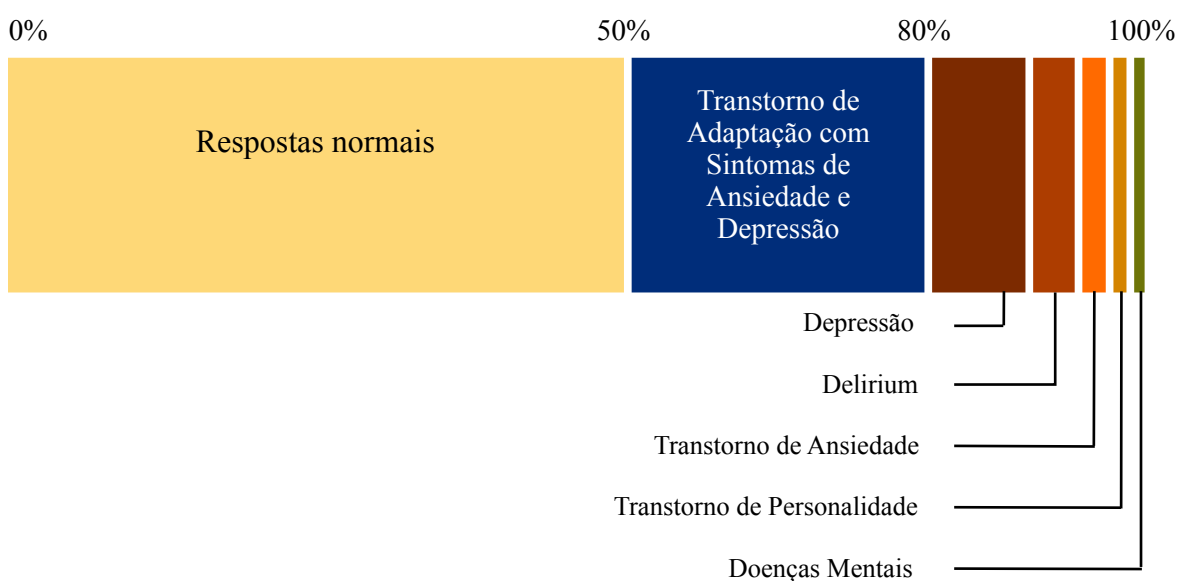 0% 50% 80% 100%
Respostas normais
Transtorno de
Adaptação com
Sintomas de
Ansiedade e
Depressão
Depressão
Delirium
Transtorno de Ansiedade
Transtorno de Personalidade
Doenças Mentais